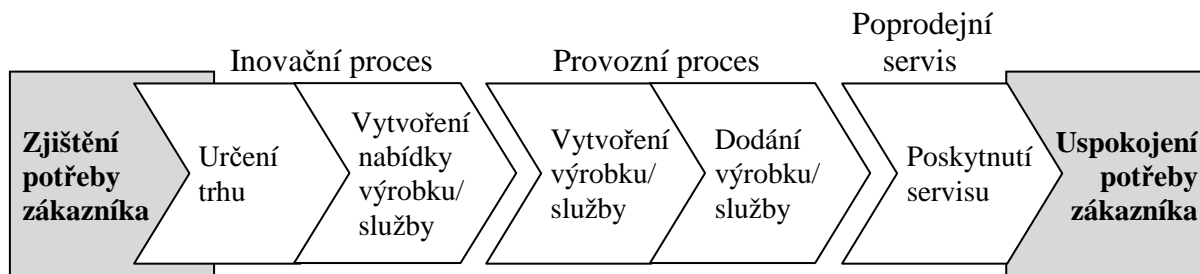 Poprodejní
servis
Inovační proces
Provozní proces
Zjištění
potřeby
zákazníka
Určení
trhu
Vytvoření
nabídky
výrobku/
služby
Vytvoření
výrobku/
služby
Dodání
výrobku/
služby
Poskytnutí
servisu
Uspokojení
potřeby
zákazníka